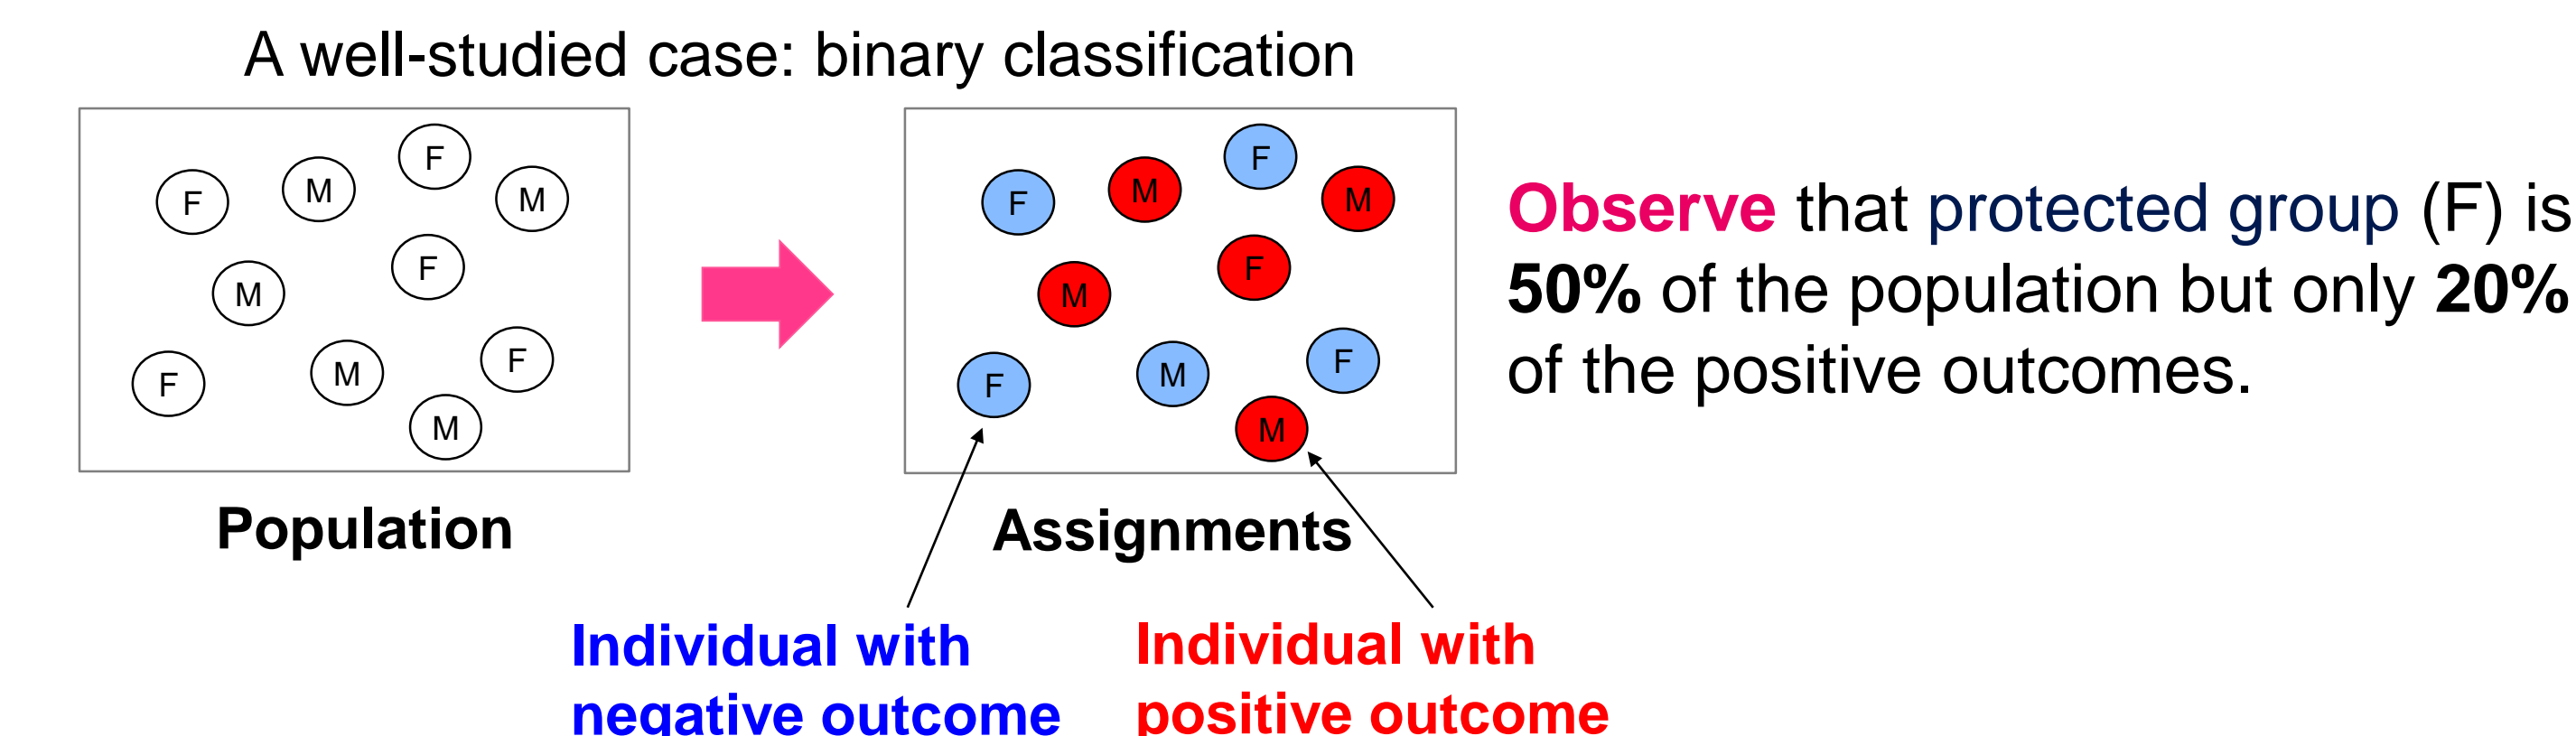 A well-studied case: binary classification
F
M
F
M
M
F
F
M
F
M
F
M
F
M
M
F
F
M
F
M
Population
Assignments
Observe that protected group (F) is
50% of the population but only 20%
of the positive outcomes.
Individual with
negative outcome
Individual with
positive outcome